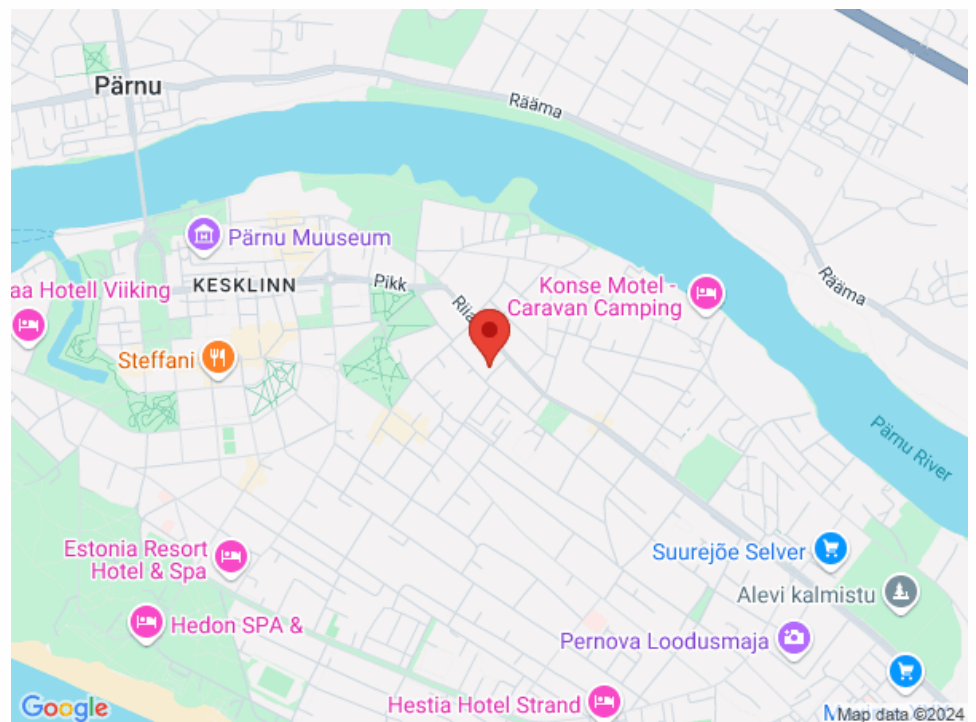 Pärnu
Rääma
Pärnu Muuseum
KESKLINN
Pikk
Konse Motel -
Caravan Camping
Rääma
aa Hotell Viiking
Steffani
Pärnu River
Estonia Resort
Hotel & Spa
Suurejõe Selver
Alevi kalmistu
Hedon SPA &
Pernova Loodusmaja
Hestia Hotel Strand
Google
Map data ©2024